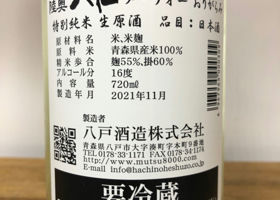 特別純米 生原酒　品目：日本酒
原材料名　米、米麹
原料米　青森県産米100%
精米歩合　麹55%、掛60%
アルコール分　16度
内容量　720㎖
製造年月　2021年11月
製造者
八戸酒造株式会社
青森県八戸市大字湊町字本町9番地
TEL 0178-33-1171　FAX 0178-34-1174
http://www.mutsu8000.com
E-mail info@hachinoheshuzo.co.jp
要冷蔵